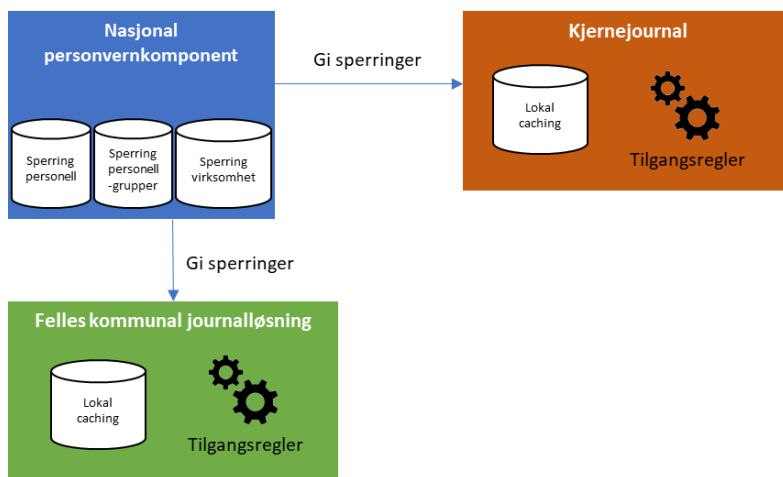 Nasjonal
personvernkomponent
Sperring
personell
Sperring
personell
-grupper
Sperring
virksomhet
Gi sperringer
Kjernejournal
Lokal
caching
Tilgangsregler
Gi sperringer
Felles kommunal journalløsning
Lokal
caching
Tilgangsregler